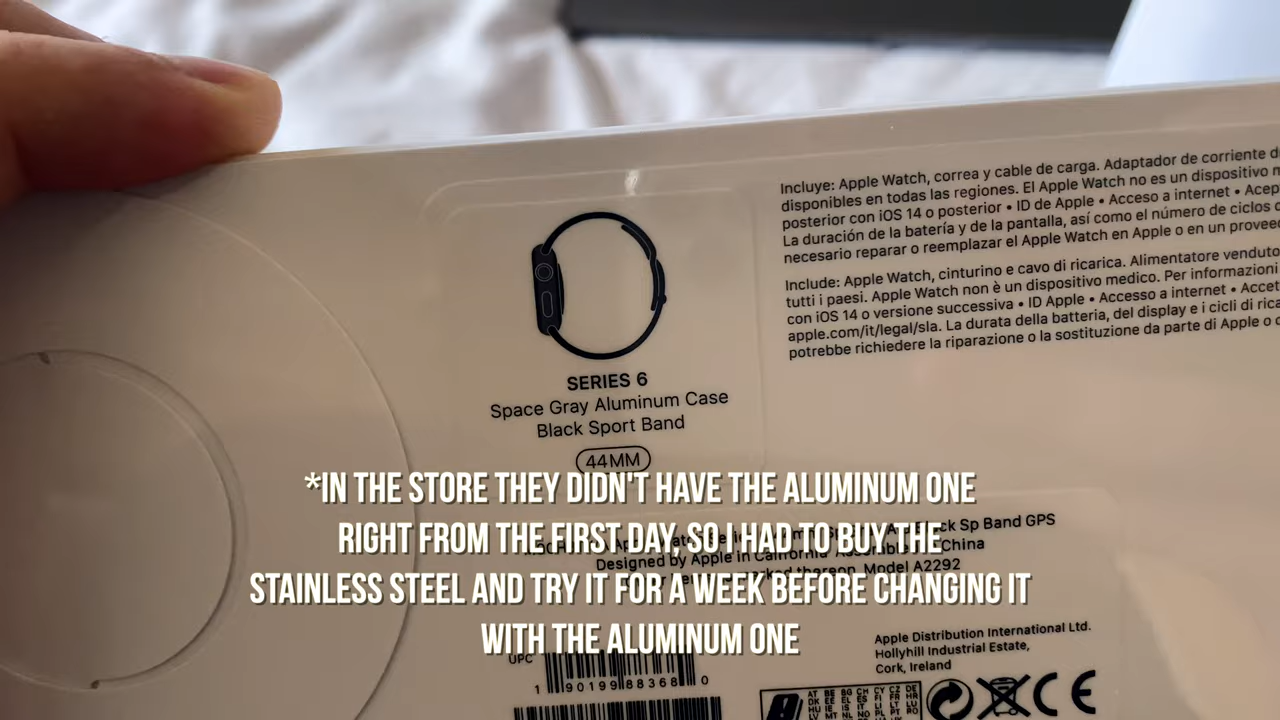 Incluye: Apple Watch, correa y cable de carga. Adaptador de corriente
disponibles en todas las regiones. El Apple Watch no es un dispositivo
posterior con iOS 14 o posterior • ID de Apple • Acceso a internet •
La duración de la batería y de la pantalla, así como el número de ciclos
necesario reparar o reemplazar el Apple Watch en Apple o en un
Include: Apple Watch, cinturino e cavo di ricarica. Alimentatore venduto
tutti i paesi. Apple Watch non è un dispositivo medico. Per informazioni
con iOS 14 o versione successiva • ID Apple • Accesso a internet •
apple.com/it/legal/sla. La durata della batteria, del display e i cicli di
potrebbe richiedere la riparazione o la sostituzione da parte di Apple o
SERIES 6
Space Gray Aluminum Case
Black Sport Band
44MM
*IN THE STORE THEY DIDN'T HAVE THE ALUMINUM ONE
RIGHT FROM THE FIRST DAY, SO I HAD TO BUY THE
STAINLESS STEEL AND TRY IT FOR A WEEK BEFORE CHANGING IT
WITH THE ALUMINUM ONE
Sp Band GPS
Designed by Apple in California China
thereon. Model A2292
Apple Distribution International Ltd.
Hollyhill Industrial Estate,
Cork, Ireland
UPC
1 90199 88368 0
AT BE BG CH CY CZ DE
CE